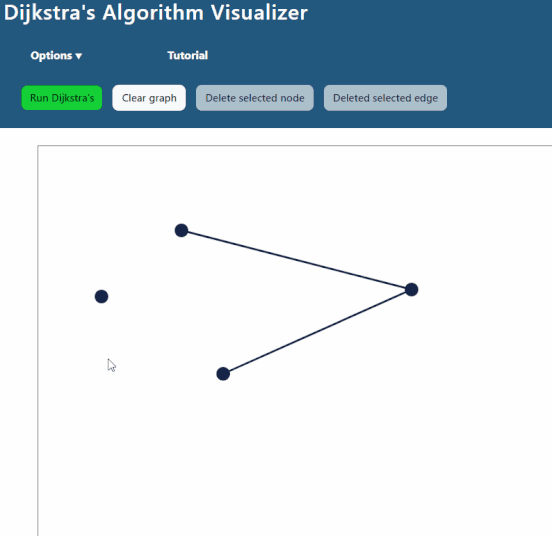 Dijkstra's Algorithm Visualizer
Options ▾ Tutorial
Run Dijkstra's Clear graph Delete selected node Deleted selected edge